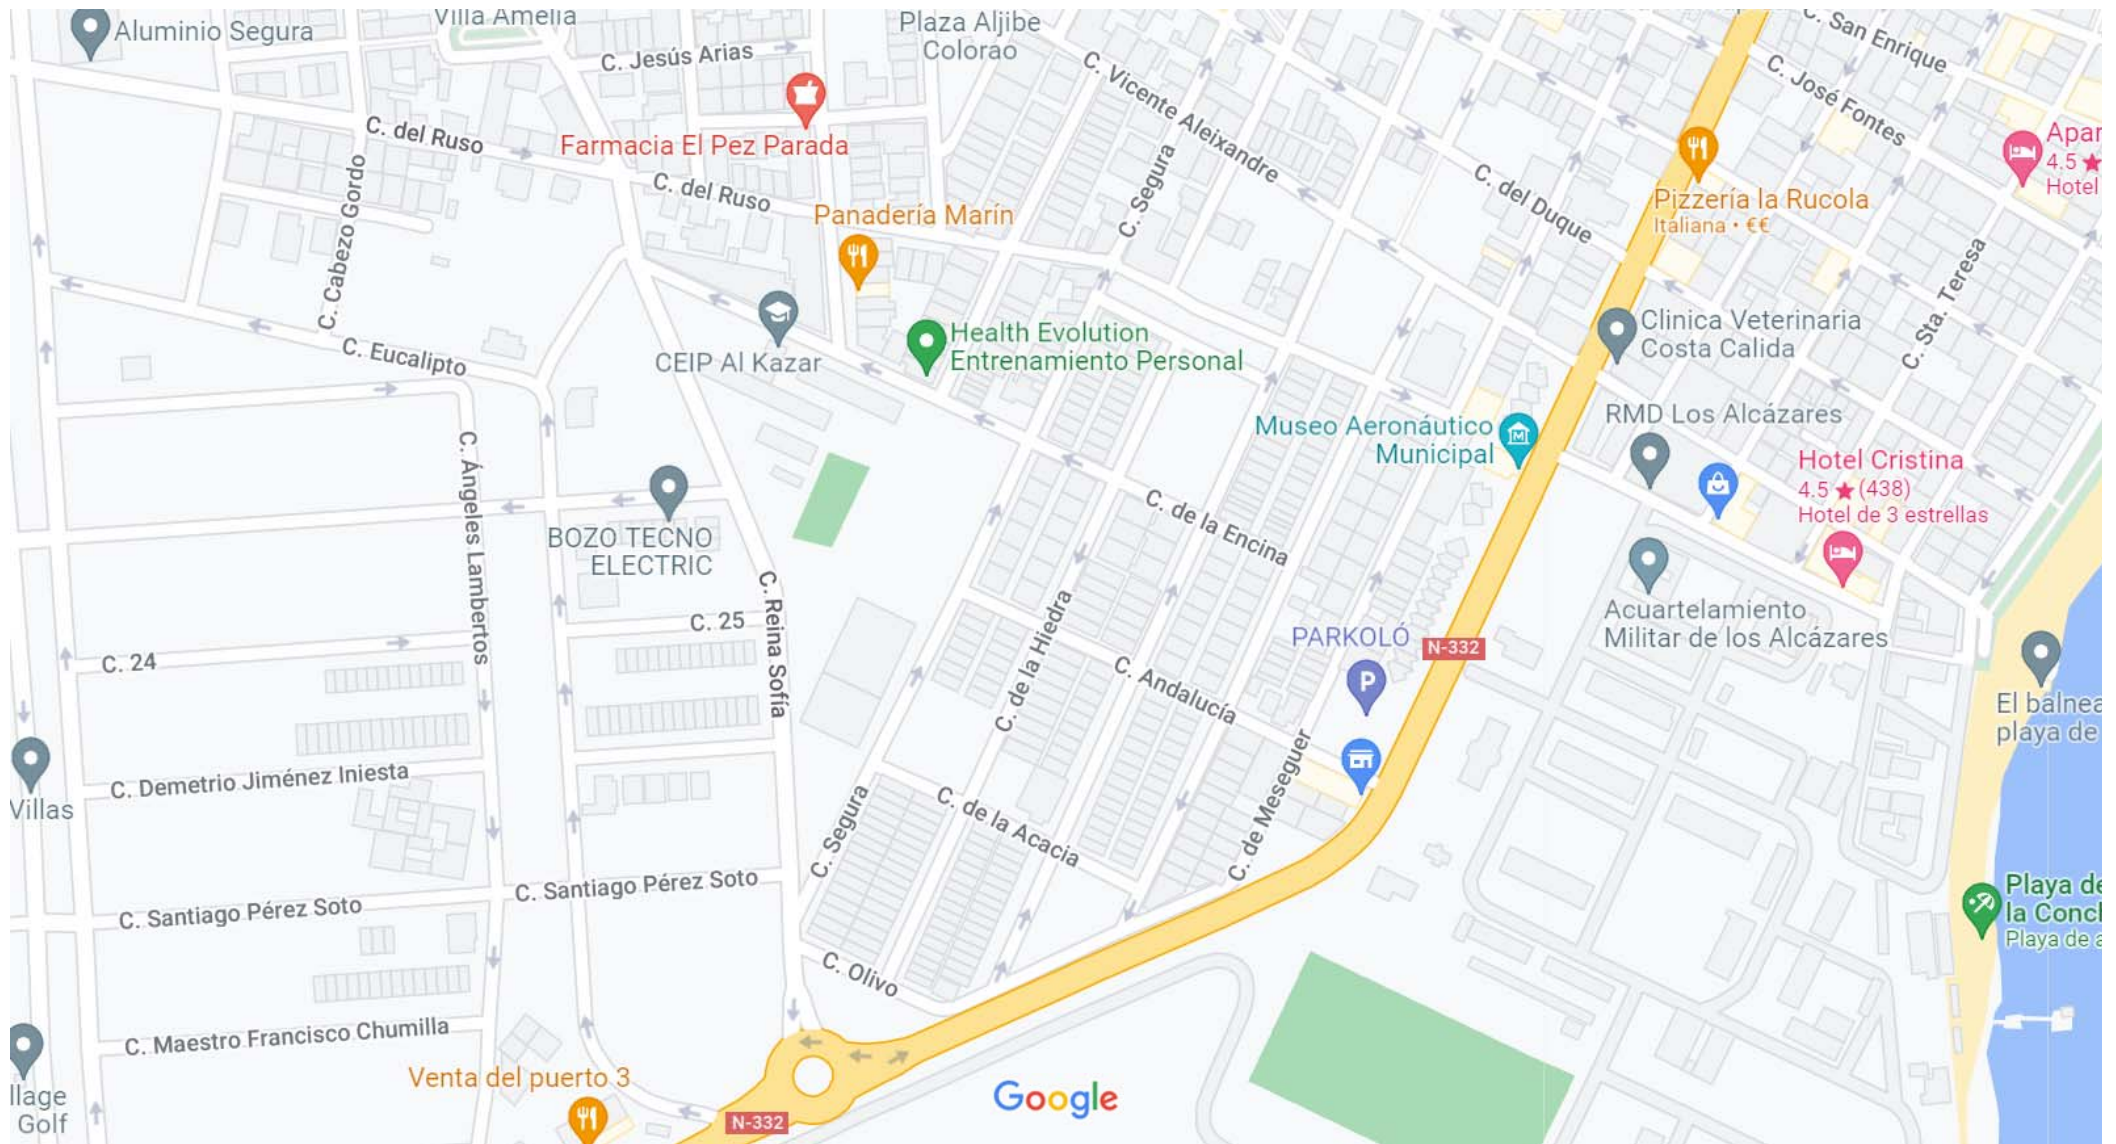 Villa Amelia
Aluminio Segura
Plaza Aljibe
Colorao
C. San Enrique
C. Jesús Arias
C. Vicente Aleixandre
C. José Fontes
C. del Ruso
Farmacia El Pez Parada
C. Segura
C. del Duque
Apar
4.5 ★
Hotel
C. Cabezo Gordo
C. del Ruso
Panadería Marín
Pizzería la Rucola
Italiana • €€
C. Sta. Teresa
C. Eucalipto
CEIP Al Kazar
Health Evolution
Entrenamiento Personal
Clinica Veterinaria
Costa Calida
Museo Aeronáutico
Municipal
RMD Los Alcázares
Hotel Cristina
4.5 ★ (438)
Hotel de 3 estrellas
C. Ángeles Lambertos
BOZO TECNO
ELECTRIC
C. de la Encina
C. Reina Sofía
C. 25
C. de la Hiedra
PARKOLÓ
P
N-332
Acuartelamiento
Militar de los Alcázares
C. 24
C. Andalucía
El balnea
playa de
Villas
C. Demetrio Jiménez Iniesta
C. Segura
C. de la Acacia
C. de Meseguer
C. Santiago Pérez Soto
C. Santiago Pérez Soto
Playa de
la Conch
Playa de a
C. Olivo
C. Maestro Francisco Chumilla
Venta del puerto 3
llage
Golf
N-332
Google